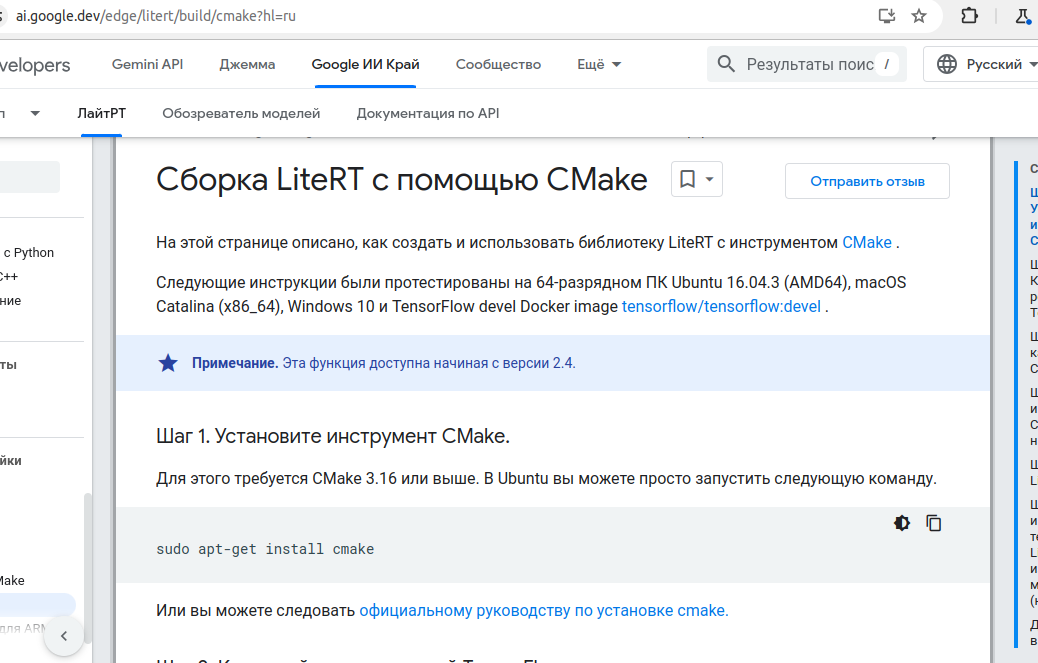 ai.google.dev/edge/litert/build/cmake?hl=ru
velopers Gemini API Джемма Google ИИ Край Сообщество Ещё Результаты поис / Русский
ЛайтРТ Обозреватель моделей Документация по API
Сборка LiteRT с помощью CMake
Отправить отзыв
На этой странице описано, как создать и использовать библиотеку LiteRT с инструментом CMake .
Следующие инструкции были протестированы на 64-разрядном ПК Ubuntu 16.04.3 (AMD64), macOS
Catalina (x86_64), Windows 10 и TensorFlow devel Docker image tensorflow/tensorflow:devel .
Примечание. Эта функция доступна начиная с версии 2.4.
Шаг 1. Установите инструмент CMake.
Для этого требуется CMake 3.16 или выше. В Ubuntu вы можете просто запустить следующую команду.
sudo apt-get install cmake
Или вы можете следовать официальному руководству по установке cmake.
с Python
C++
ние
ты
йки
Make
для ARM